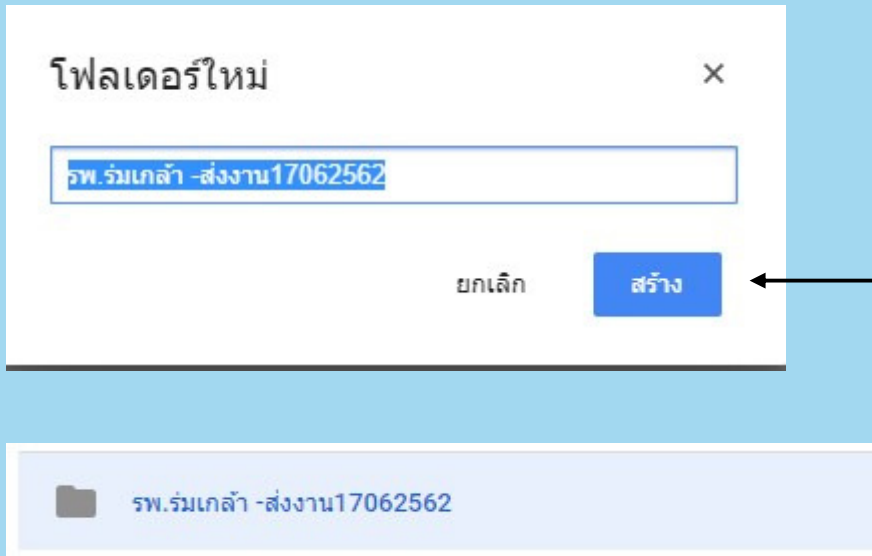 โฟลเดอร์ใหม่ ×
รพ.ร่มเกล้า -ส่งงาน17062562
ยกเลิก สร้าง
รพ.ร่มเกล้า -ส่งงาน17062562